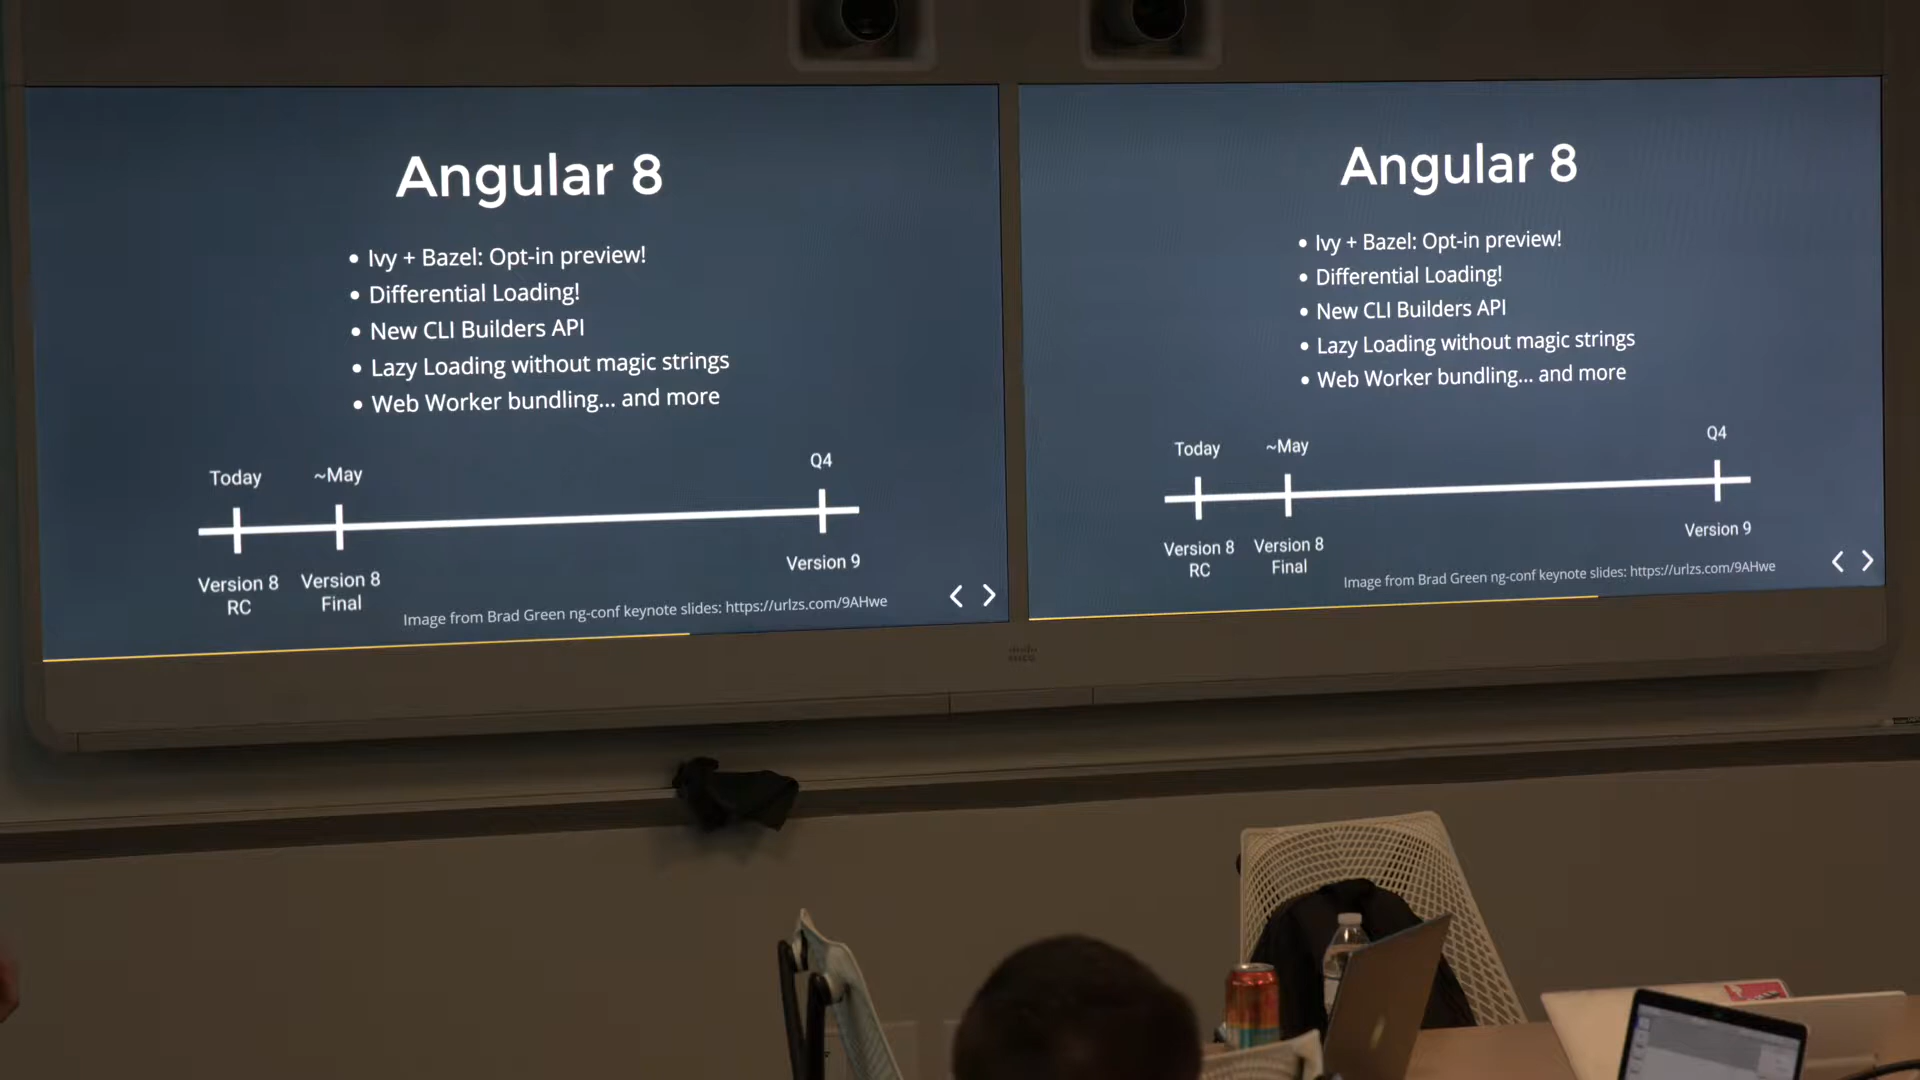 Angular 8
Ivy + Bazel: Opt-in preview!
Differential Loading!
New CLI Builders API
Lazy Loading without magic strings
Web Worker bundling... and more
Today
~May
Q4
Version 8
RC
Version 8
Final
Version 9
Image from Brad Green ng-conf keynote slides: https://urlzs.com/9AHwe
Angular 8
Ivy + Bazel: Opt-in preview!
Differential Loading!
New CLI Builders API
Lazy Loading without magic strings
Web Worker bundling... and more
Today
~May
Q4
Version 8
RC
Version 8
Final
Version 9
Image from Brad Green ng-conf keynote slides: https://urlzs.com/9AHwe